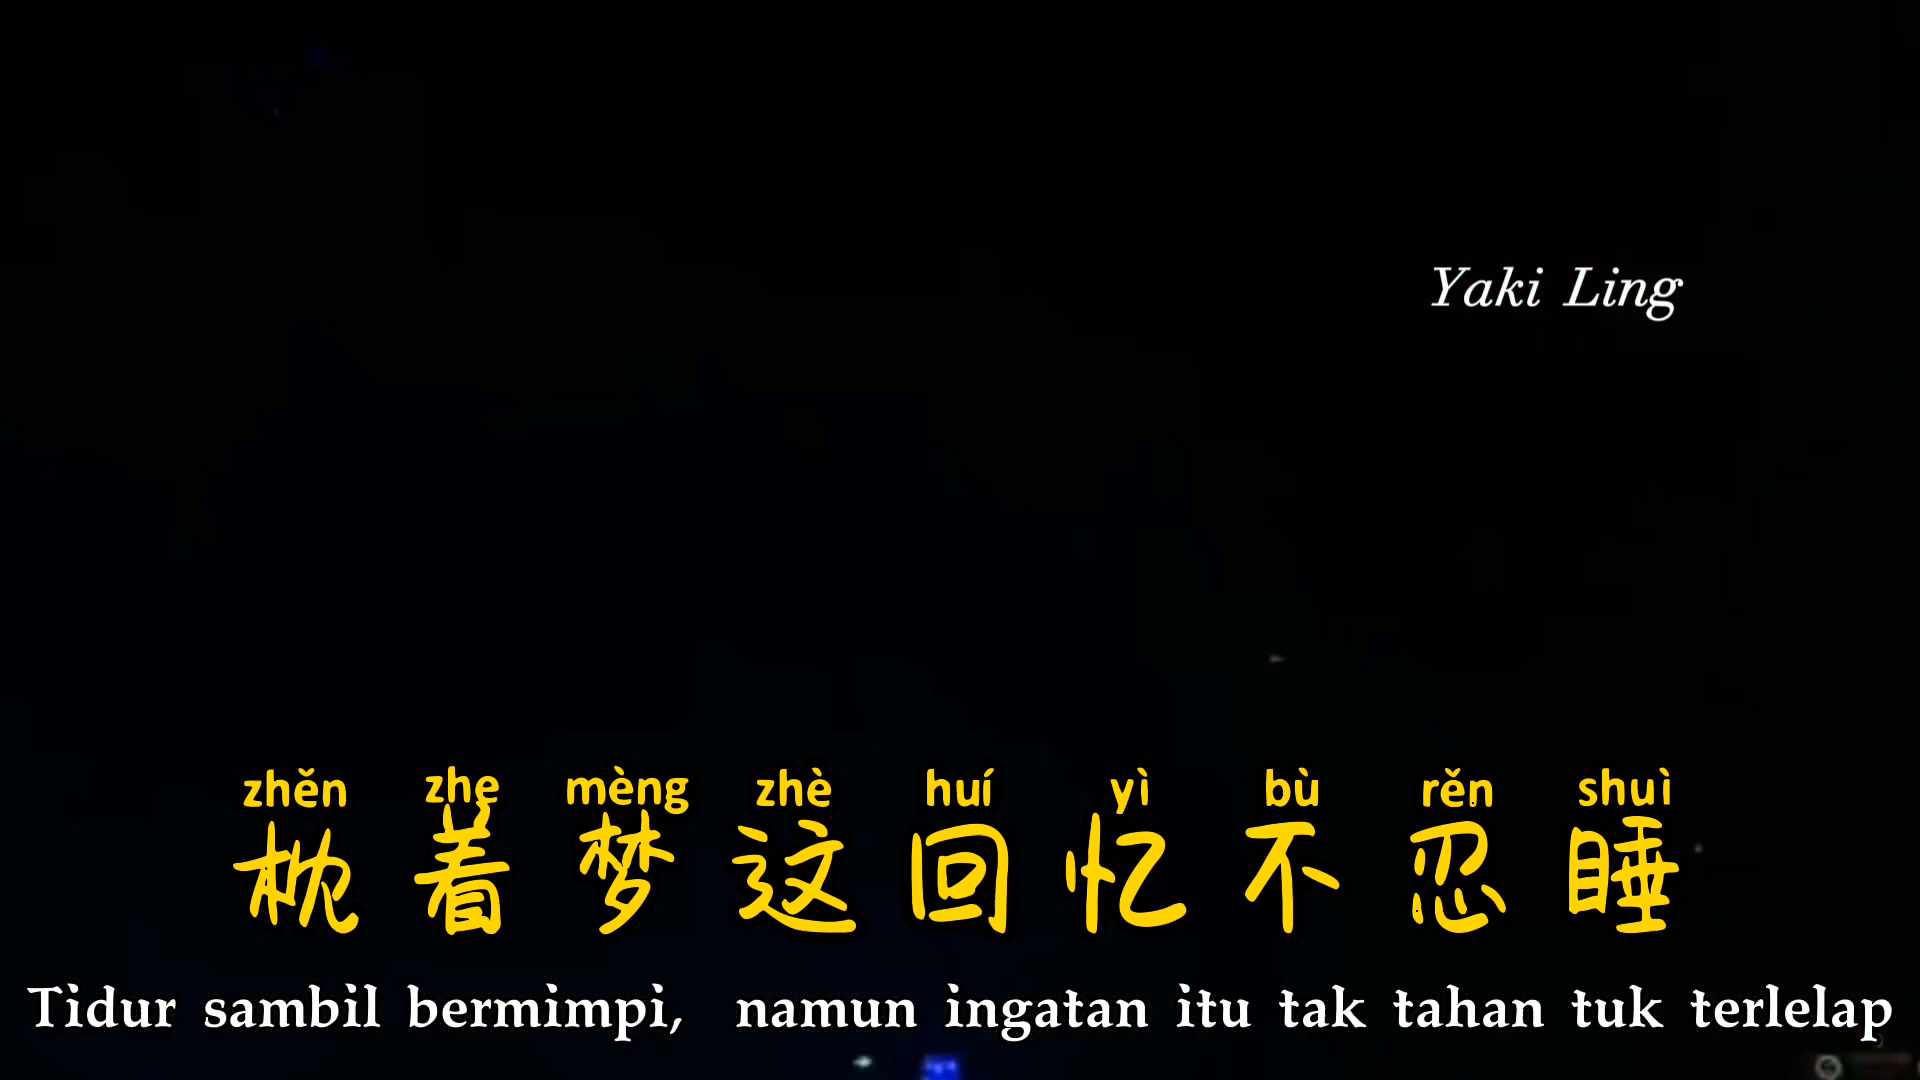 Yaki Ling
zhěn zhe mèng zhè huí yì bù rěn shuì
枕着梦这回忆不忍睡
Tidur sambil bermimpi, namun ingatan itu tak tahan tuk terlelap